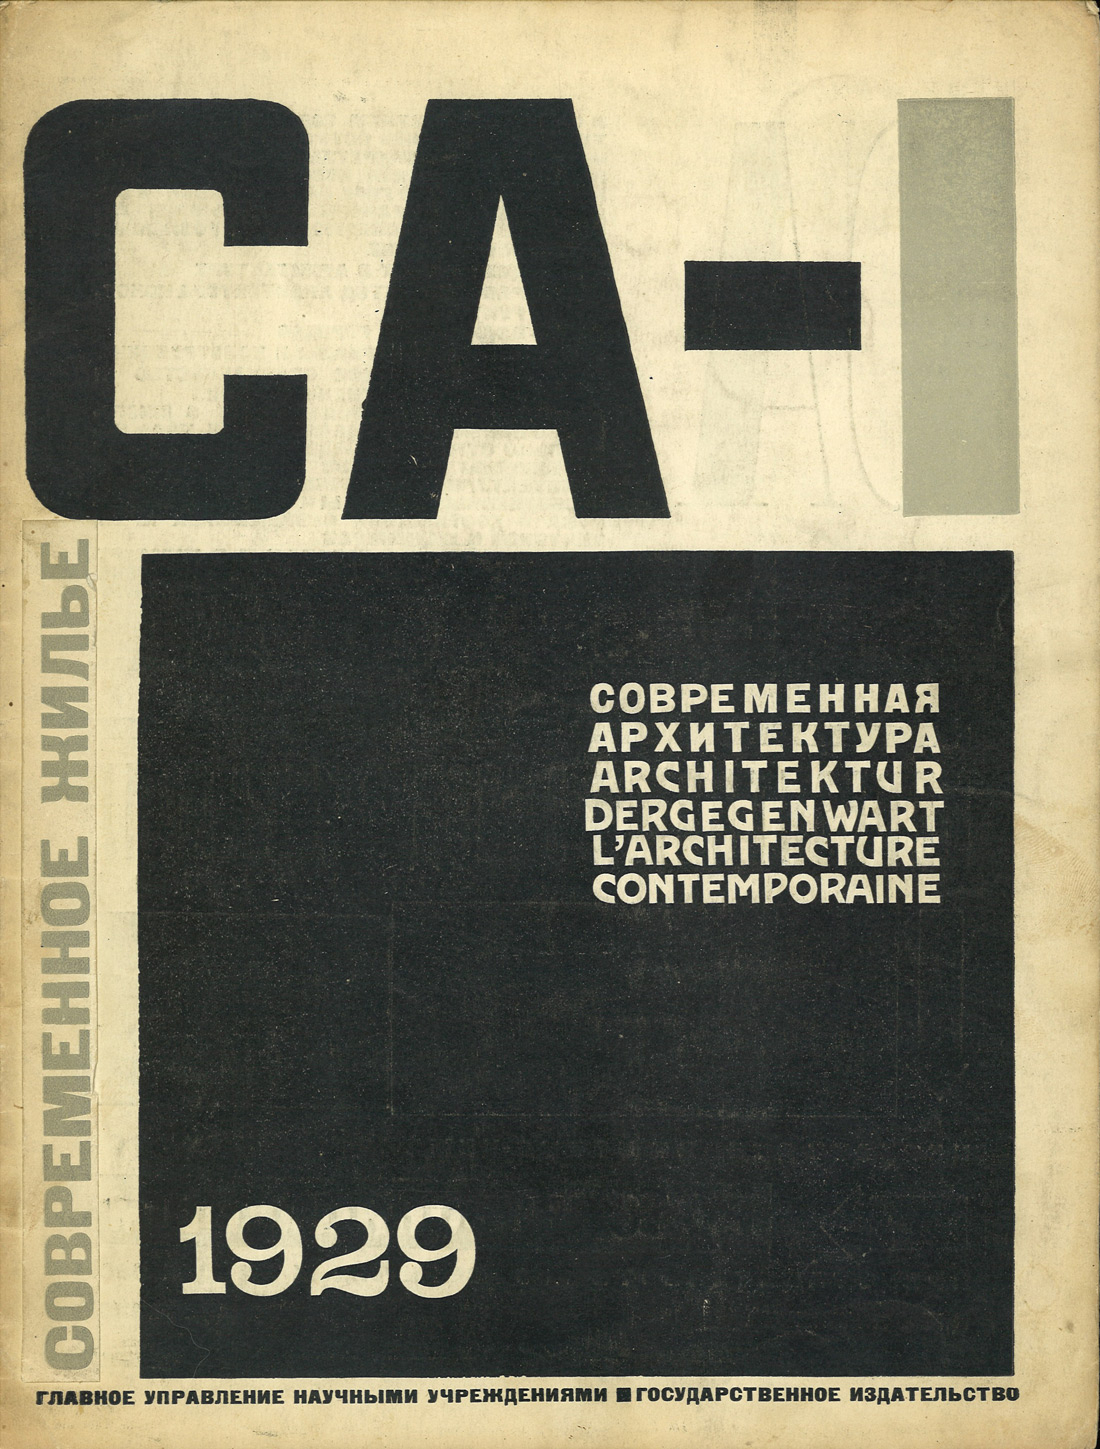 СА-I
СОВРЕМЕННОЕ ЖИЛЬЕ
СОВРЕМЕННАЯ
АРХИТЕКТУРА
ARCHITEKTUR
DERGEGENWART
L'ARCHITECTURE
CONTEMPORAINE
1929
ГЛАВНОЕ УПРАВЛЕНИЕ НАУЧНЫМИ УЧРЕЖДЕНИЯМИ ■ ГОСУДАРСТВЕННОЕ ИЗДАТЕЛЬСТВО